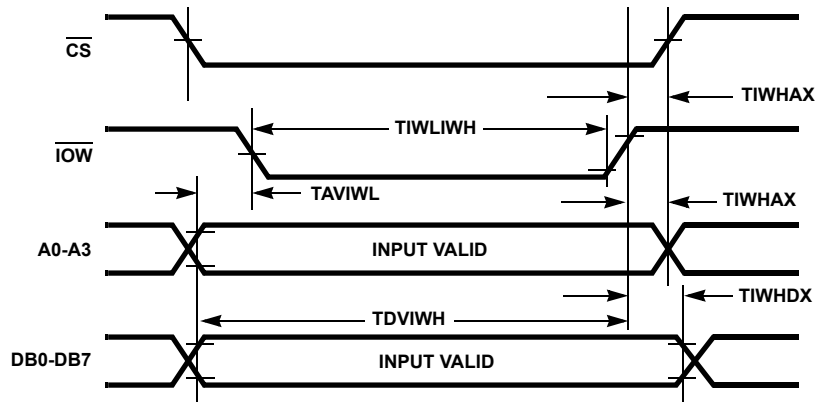 CS
TIWHAX
TIWLIWH
IOW
TAVIWL
TIWHAX
A0-A3
INPUT VALID
TIWHDX
TDVIWH
DB0-DB7
INPUT VALID